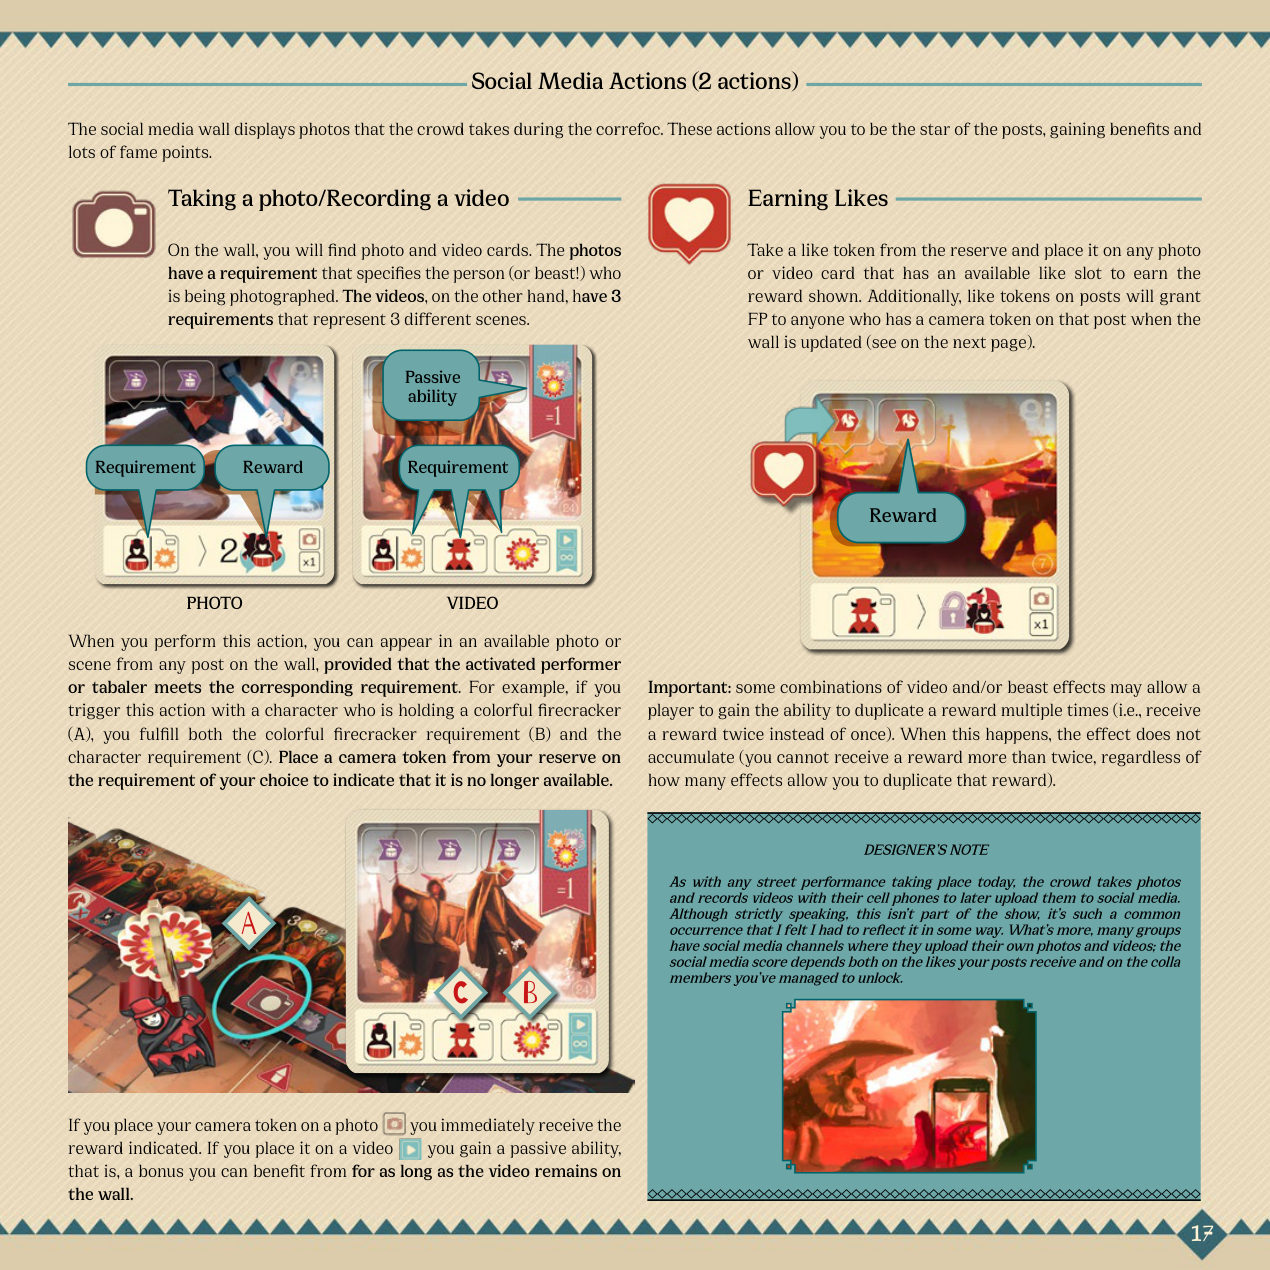 Social Media Actions (2 actions)
The social media wall displays photos that the crowd takes during the correfoc. These actions allow you to be the star of the posts, gaining benefits and
lots of fame points.
Taking a photo/Recording a video
On the wall, you will find photo and video cards. The photos
have a requirement that specifies the person (or beast!) who
is being photographed. The videos, on the other hand, have 3
requirements that represent 3 different scenes.
Requirement
Reward
2
x1
PHOTO
Passive
ability
=1
Requirement
VIDEO
When you perform this action, you can appear in an available photo or
scene from any post on the wall, provided that the activated performer
or tabaler meets the corresponding requirement. For example, if you
trigger this action with a character who is holding a colorful firecracker
(A), you fulfill both the colorful firecracker requirement (B) and the
character requirement (C). Place a camera token from your reserve on
the requirement of your choice to indicate that it is no longer available.
3
3
A
=1
C
B
If you place your camera token on a photo you immediately receive the
reward indicated. If you place it on a video you gain a passive ability,
that is, a bonus you can benefit from for as long as the video remains on
the wall.
Earning Likes
Take a like token from the reserve and place it on any photo
or video card that has an available like slot to earn the
reward shown. Additionally, like tokens on posts will grant
FP to anyone who has a camera token on that post when the
wall is updated (see on the next page).
Reward
7
x1
Important: some combinations of video and/or beast effects may allow a
player to gain the ability to duplicate a reward multiple times (i.e., receive
a reward twice instead of once). When this happens, the effect does not
accumulate (you cannot receive a reward more than twice, regardless of
how many effects allow you to duplicate that reward).
DESIGNER'S NOTE
As with any street performance taking place today, the crowd takes photos
and records videos with their cell phones to later upload them to social media.
Although strictly speaking, this isn't part of the show, it's such a common
occurrence that I felt I had to reflect it in some way. What's more, many groups
have social media channels where they upload their own photos and videos; the
social media score depends both on the likes your posts receive and on the colla
members you've managed to unlock.
17